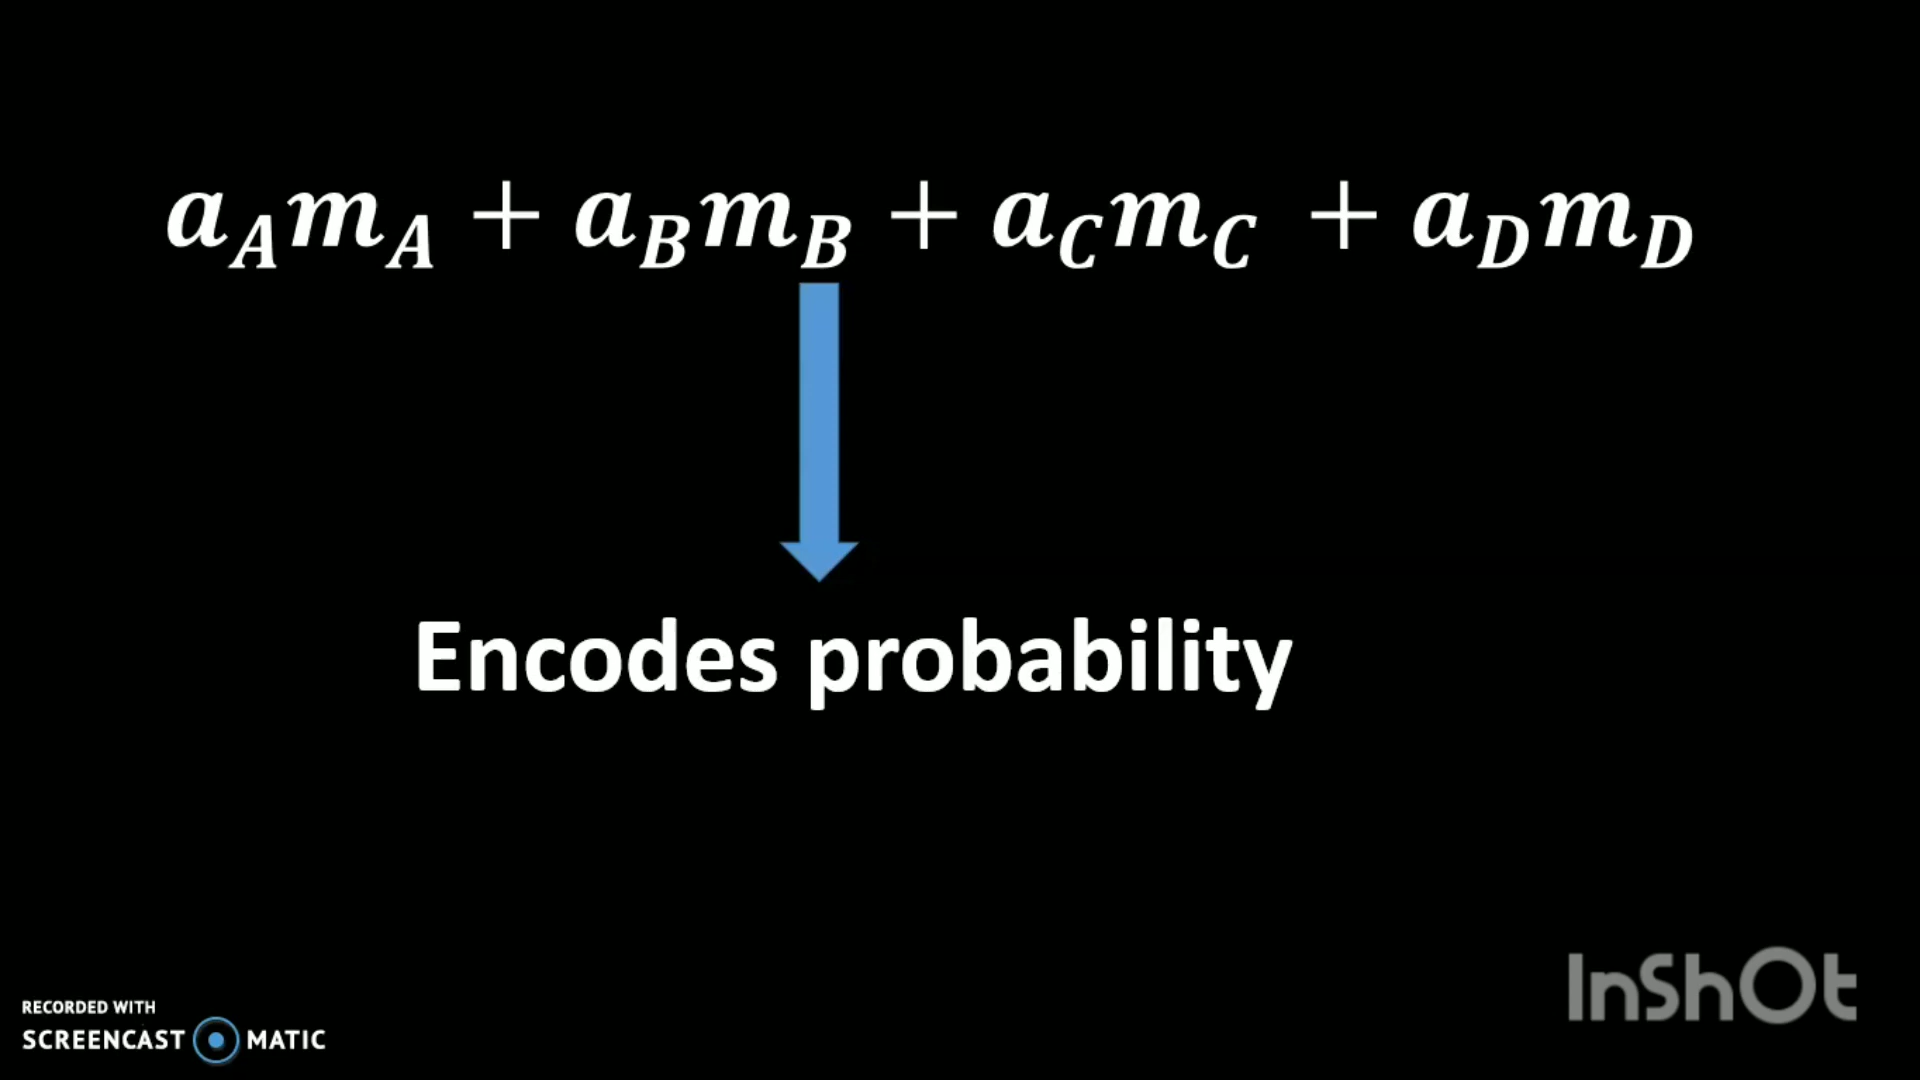 a_A m_A + a_B m_B + a_C m_C + a_D m_D
Encodes probability
InShOt
RECORDED WITH
SCREENCAST MATIC